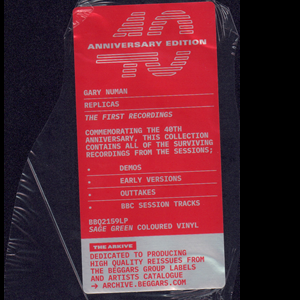 40
ANNIVERSARY EDITION
GARY NUMAN
REPLICAS
THE FIRST RECORDINGS
COMMEMORATING THE 40TH
ANNIVERSARY, THIS COLLECTION
CONTAINS ALL OF THE SURVIVING
RECORDINGS FROM THE SESSIONS;
• DEMOS
• EARLY VERSIONS
• OUTTAKES
• BBC SESSION TRACKS
BBQ2159LP
SAGE GREEN COLOURED VINYL
THE ARKIVE
DEDICATED TO PRODUCING
HIGH QUALITY REISSUES FROM
THE BEGGARS GROUP LABELS
AND ARTISTS CATALOGUE
→ ARCHIVE.BEGGARS.COM